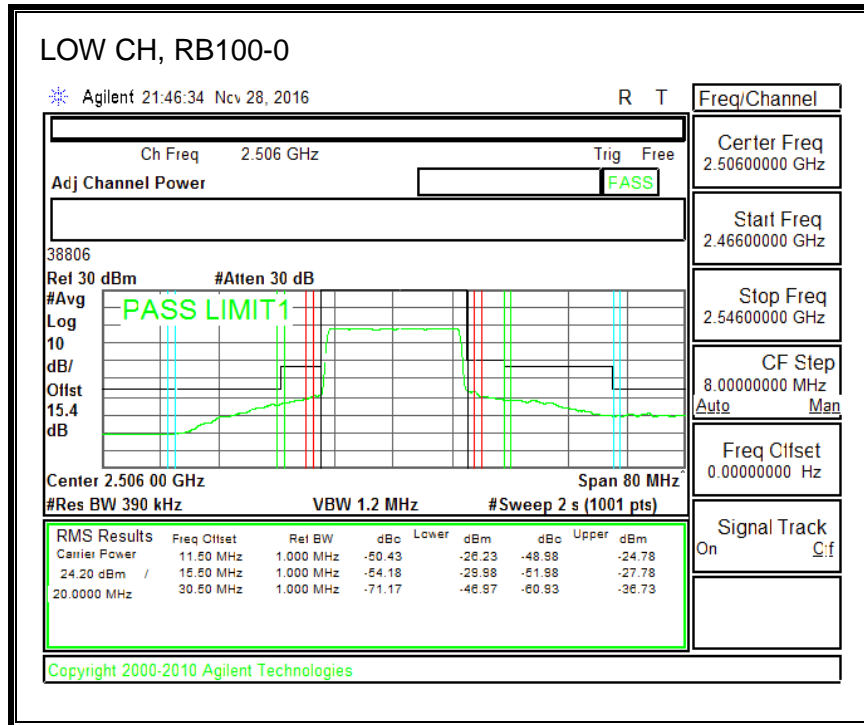 LOW CH, RB100-0
Agilent 21:46:34 Nov 28, 2016 R T
Freq/Channel
Ch Freq 2.506 GHz Trig Free
Adj Channel Power FASS
Center Freq
2.50600000 GHz
Start Freq
2.46600000 GHz
Stop Freq
2.54600000 GHz
CF Step
8.00000000 MHz
Auto Man
Freq Offset
0.00000000 Hz
Signal Track
On Off
38806
Ref 30 dBm #Atten 30 dB
#Avg
Log
10
dB/
Offst
15.4
dB
PASS LIMIT1
Center 2.506 00 GHz Span 80 MHz
#Res BW 390 kHz VBW 1.2 MHz #Sweep 2 s (1001 pts)
RMS Results Freq Offset Ref BW dBc Lower dBm dBc Upper dBm
Carrier Power 11.50 MHz 1.000 MHz -50.43 -26.23 -48.98 -24.78
24.20 dBm / 15.50 MHz 1.000 MHz -54.18 -29.98 -51.98 -27.78
20.0000 MHz 30.50 MHz 1.000 MHz -71.17 -46.97 -60.93 -36.73
Copyright 2000-2010 Agilent Technologies